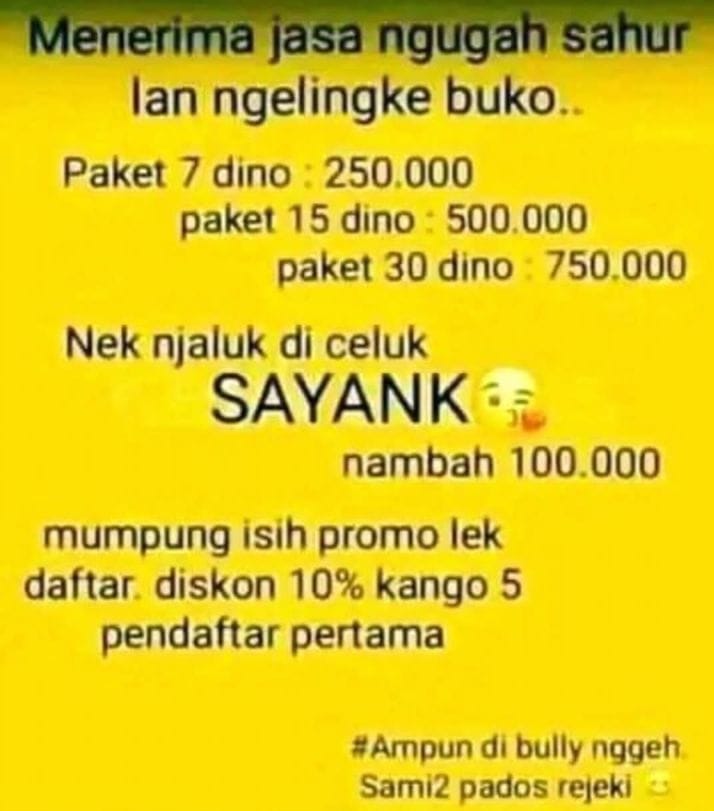 Menerima jasa ngugah sahur
lan ngelingke buko..
Paket 7 dino : 250.000
paket 15 dino : 500.000
paket 30 dino : 750.000
Nek njaluk di celuk
SAYANK😘
nambah 100.000
mumpung isih promo lek
daftar. diskon 10% kango 5
pendaftar pertama
#Ampun di bully nggeh
Sami2 pados rejeki 😊